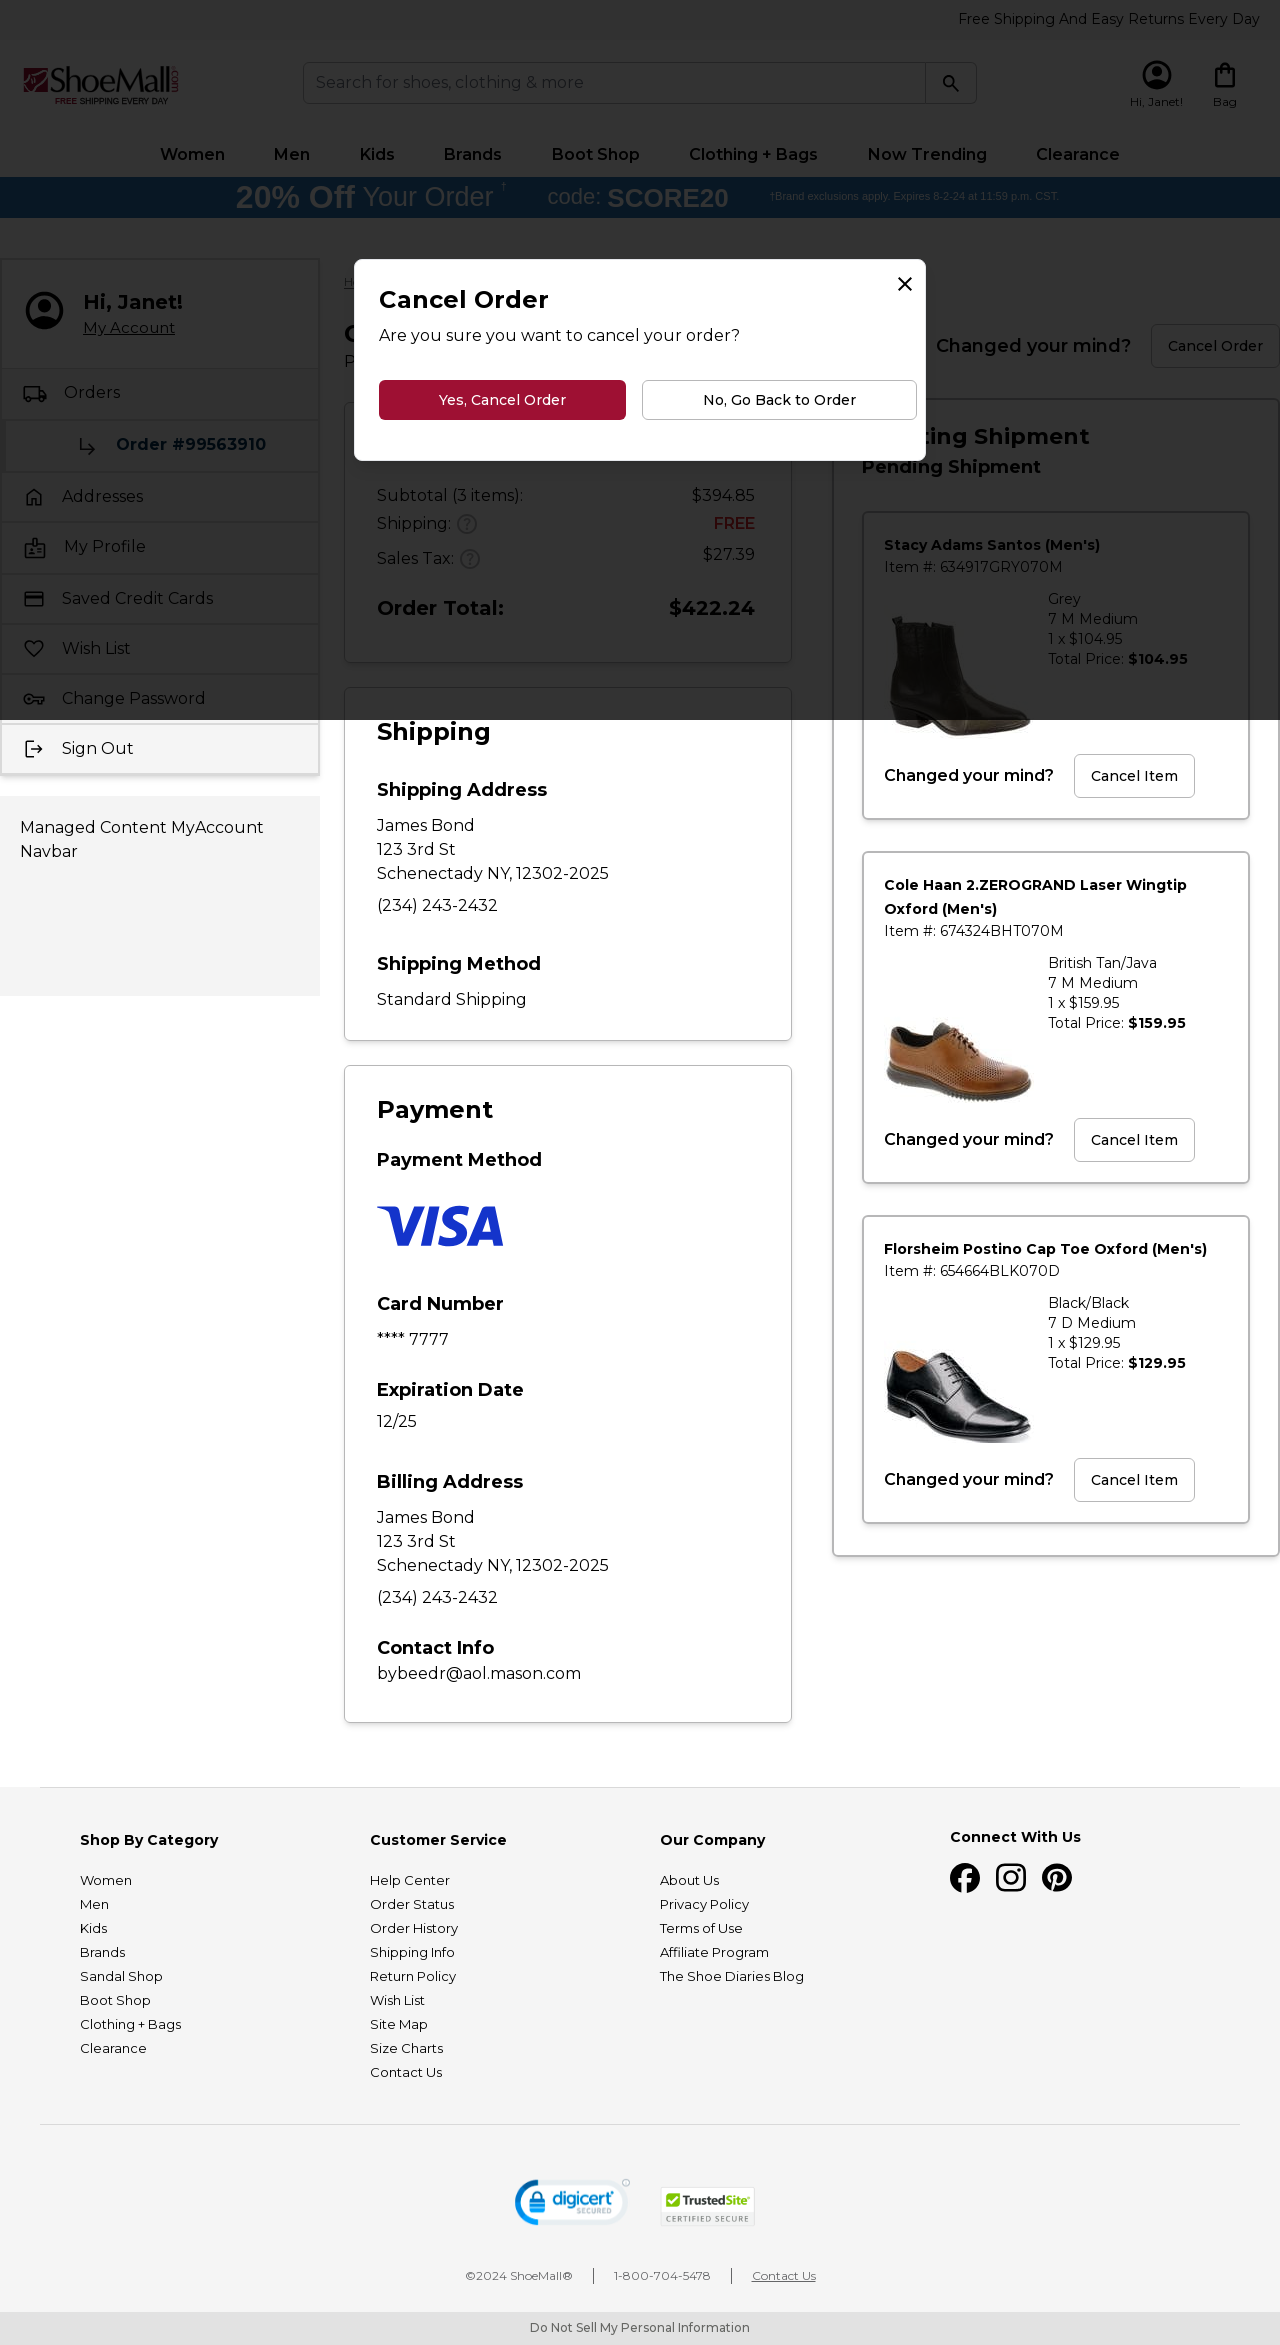 Free Shipping And Easy Returns Every Day
ShoeMall.com
FREE SHIPPING EVERY DAY
Search for shoes, clothing & more
Hi, Janet!
Bag
Women
Men
Kids
Brands
Boot Shop
Clothing + Bags
Now Trending
Clearance
20% Off Your Order † code: SCORE20 †Brand exclusions apply. Expires 8-2-24 at 11:59 p.m. CST.
Hi, Janet!
My Account
Orders
Order #99563910
Addresses
My Profile
Saved Credit Cards
Wish List
Change Password
Sign Out
Managed Content MyAccount
Navbar
Cancel Order
Are you sure you want to cancel your order?
Yes, Cancel Order
No, Go Back to Order
Changed your mind?
Cancel Order
Subtotal (3 items): $394.85
Shipping: ? FREE
Sales Tax: ? $27.39
Order Total: $422.24
Shipping
Shipping Address
James Bond
123 3rd St
Schenectady NY, 12302-2025
(234) 243-2432
Shipping Method
Standard Shipping
Payment
Payment Method
VISA
Card Number
**** 7777
Expiration Date
12/25
Billing Address
James Bond
123 3rd St
Schenectady NY, 12302-2025
(234) 243-2432
Contact Info
bybeedr@aol.mason.com
Shipment
Pending Shipment
Stacy Adams Santos (Men's)
Item #: 634917GRY070M
Grey
7 M Medium
1 x $104.95
Total Price: $104.95
Changed your mind?
Cancel Item
Cole Haan 2.ZEROGRAND Laser Wingtip
Oxford (Men's)
Item #: 674324BHT070M
British Tan/Java
7 M Medium
1 x $159.95
Total Price: $159.95
Changed your mind?
Cancel Item
Florsheim Postino Cap Toe Oxford (Men's)
Item #: 654664BLK070D
Black/Black
7 D Medium
1 x $129.95
Total Price: $129.95
Changed your mind?
Cancel Item
Shop By Category
Women
Men
Kids
Brands
Sandal Shop
Boot Shop
Clothing + Bags
Clearance
Customer Service
Help Center
Order Status
Order History
Shipping Info
Return Policy
Wish List
Site Map
Size Charts
Contact Us
Our Company
About Us
Privacy Policy
Terms of Use
Affiliate Program
The Shoe Diaries Blog
Connect With Us
digicert
SECURED
TrustedSite
CERTIFIED SECURE
©2024 ShoeMall®
1-800-704-5478
Contact Us
Do Not Sell My Personal Information